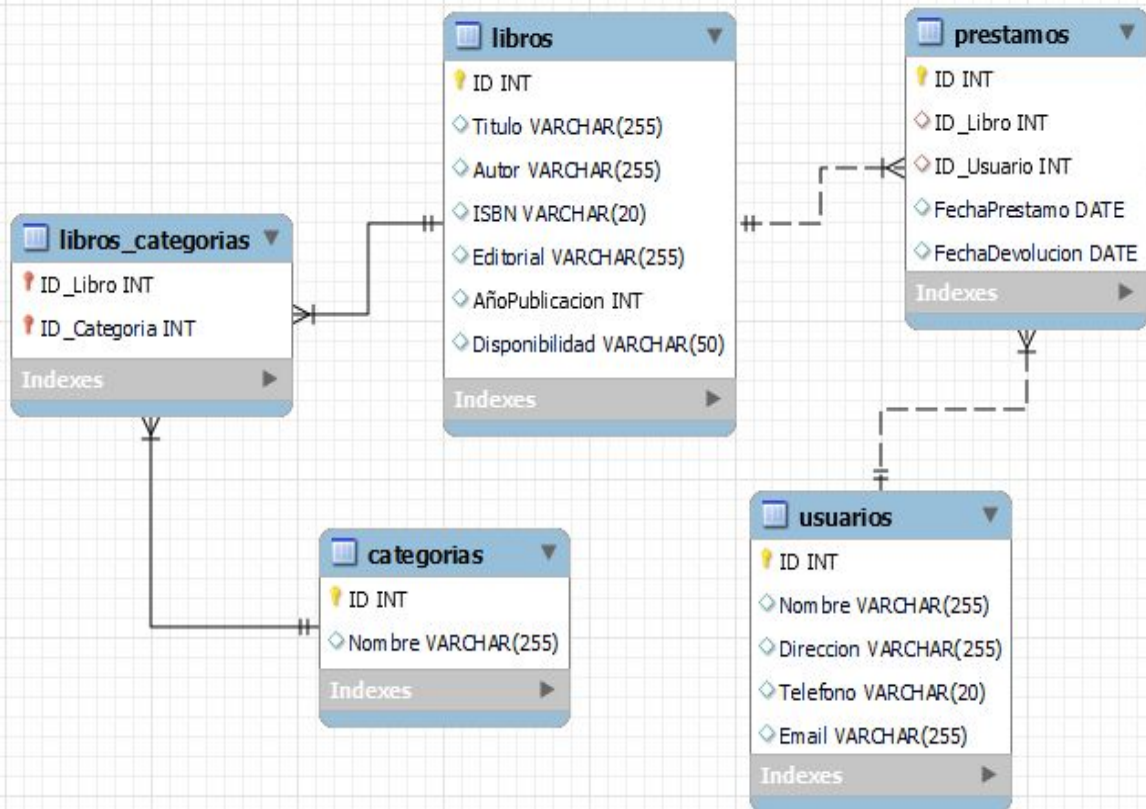 libros
ID INT
Titulo VARCHAR(255)
Autor VARCHAR(255)
ISBN VARCHAR(20)
Editorial VARCHAR(255)
AñoPublicacion INT
Disponibilidad VARCHAR(50)
Indexes
prestamos
ID INT
ID_Libro INT
ID_Usuario INT
FechaPrestamo DATE
FechaDevolucion DATE
Indexes
libros_categorias
ID_Libro INT
ID_Categoria INT
Indexes
categorias
ID INT
Nombre VARCHAR(255)
Indexes
usuarios
ID INT
Nombre VARCHAR(255)
Direccion VARCHAR(255)
Telefono VARCHAR(20)
Email VARCHAR(255)
Indexes